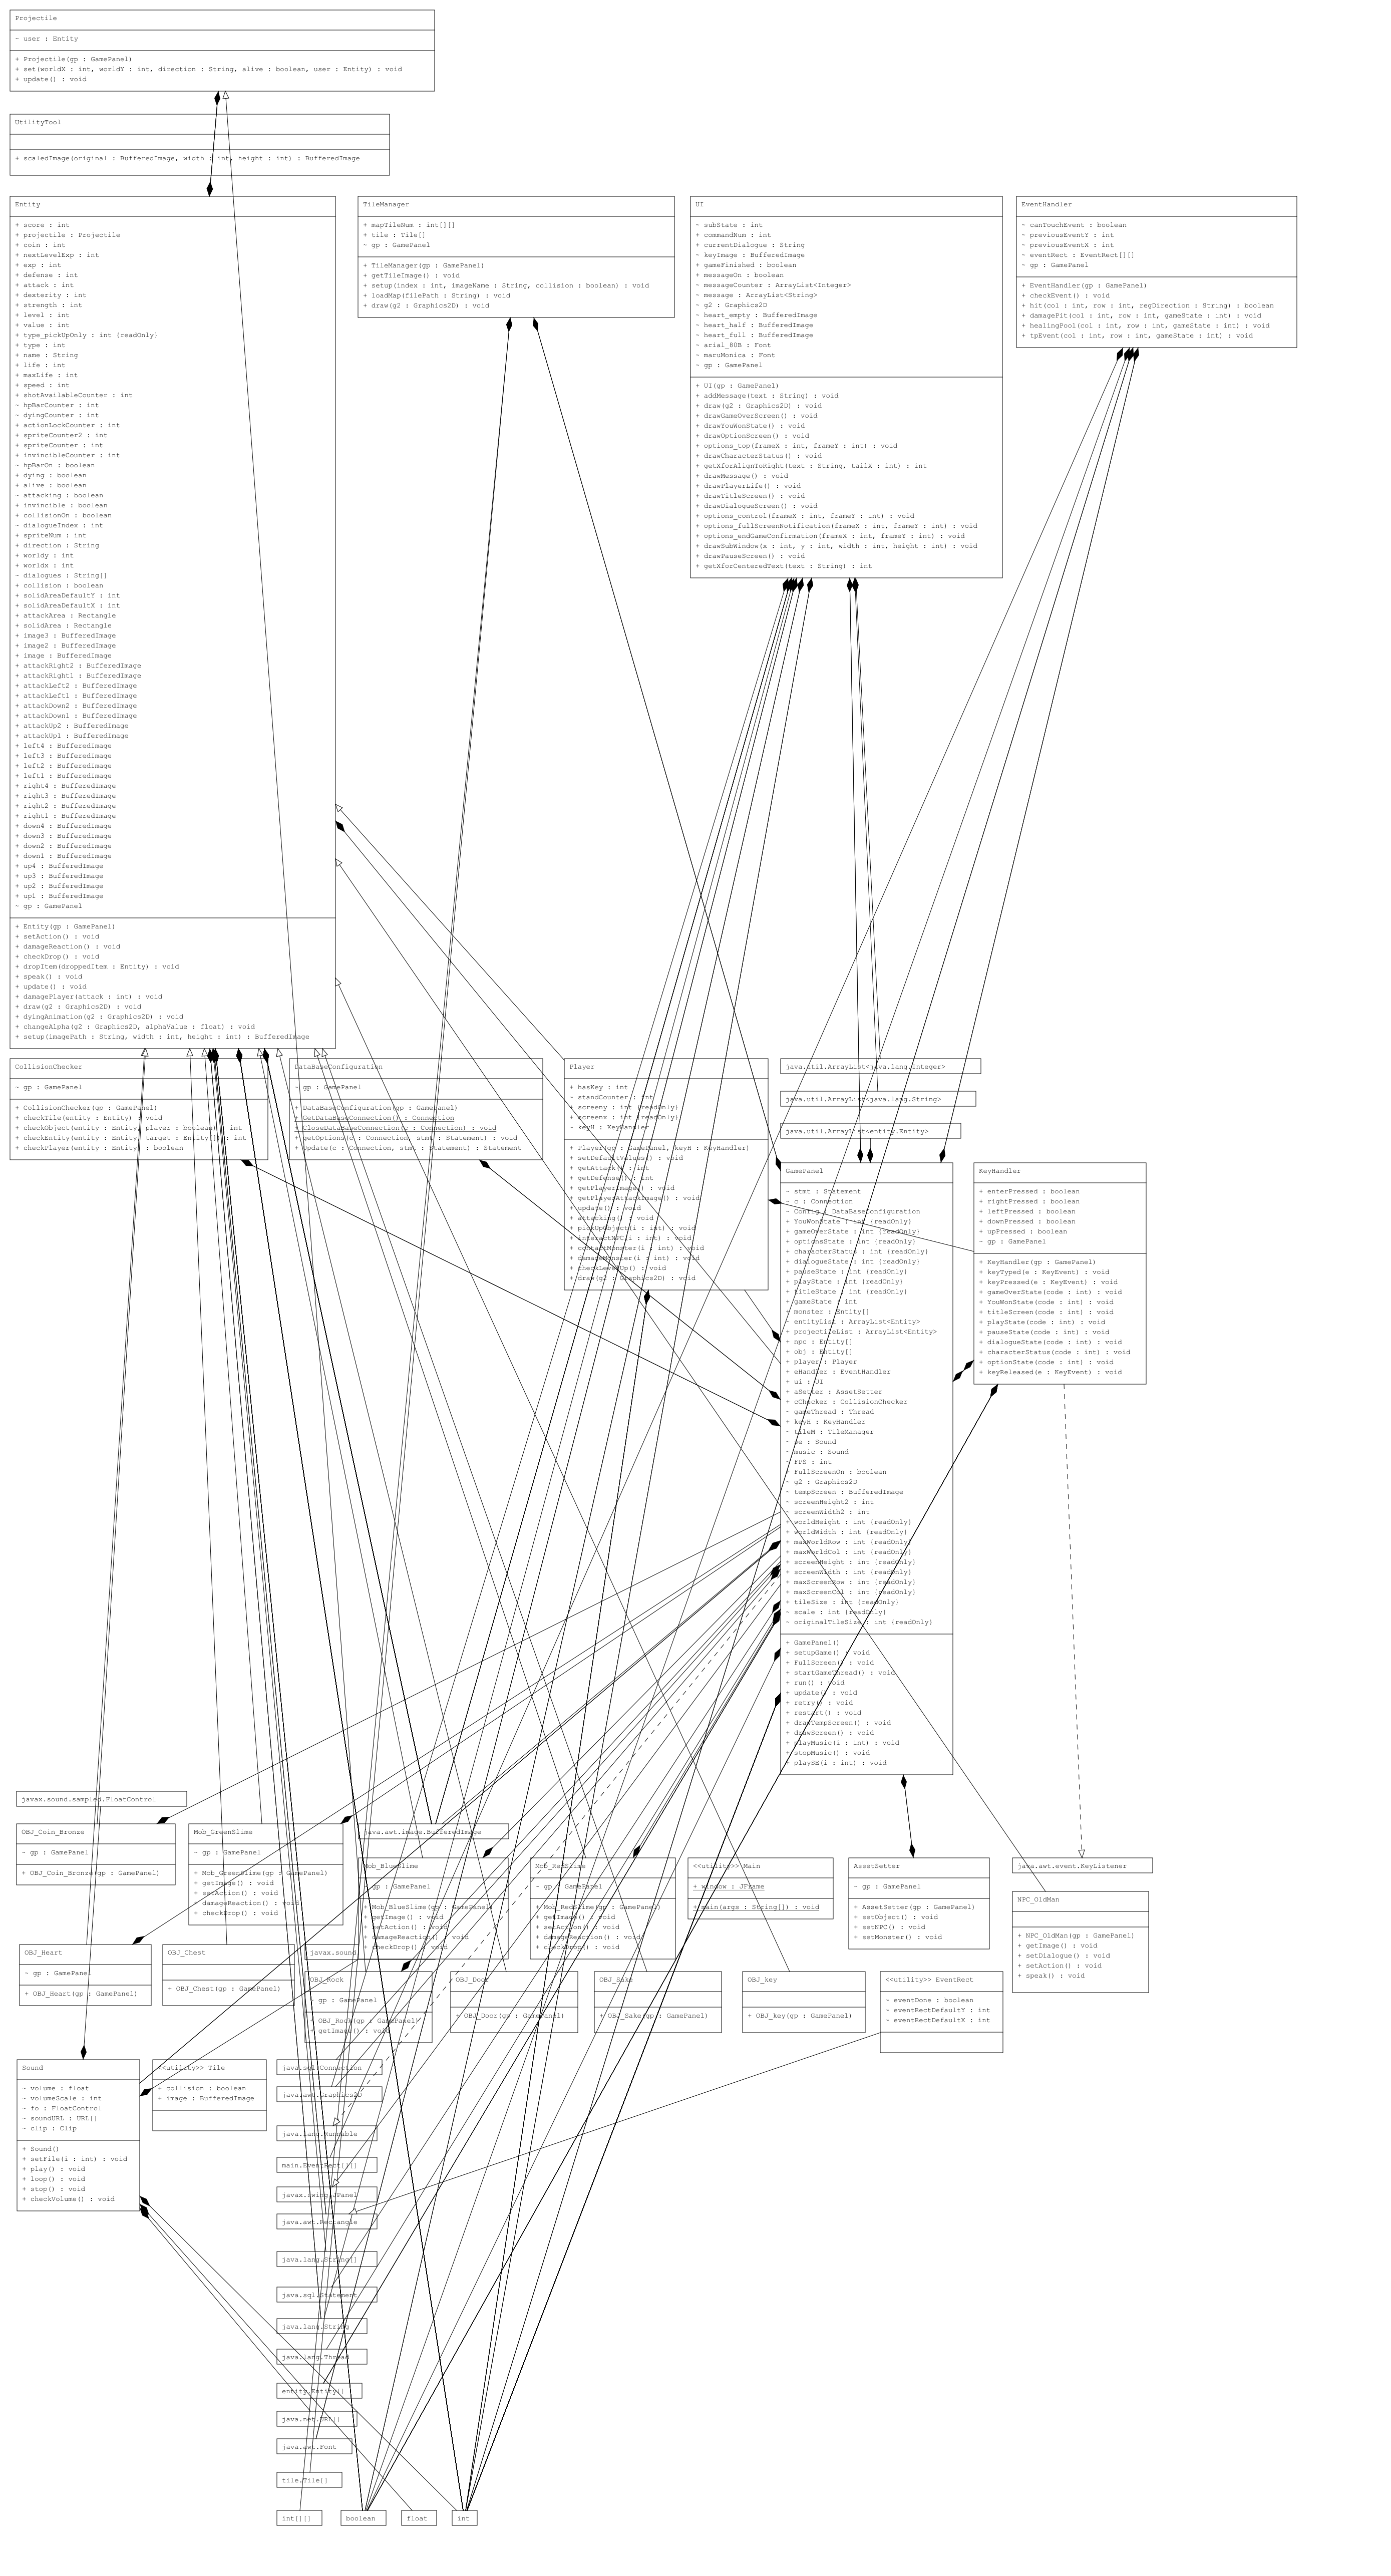 Projectile
~ user : Entity
+ Projectile(gp : GamePanel)
+ set(worldX : int, worldY : int, direction : String, alive : boolean, user : Entity) : void
+ update() : void
UtilityTool
+ scaledImage(original : BufferedImage, width : int, height : int) : BufferedImage
Entity
+ score : int
+ projectile : Projectile
+ coin : int
+ nextLevelExp : int
+ exp : int
+ defense : int
+ attack : int
+ dexterity : int
+ strength : int
+ level : int
+ value : int
+ type_pickUpOnly : int {readOnly}
+ type : int
+ name : String
+ life : int
+ maxLife : int
+ speed : int
+ shotAvailableCounter : int
~ hpBarCounter : int
~ dyingCounter : int
+ actionLockCounter : int
+ spriteCounter2 : int
+ spriteCounter : int
+ invincibleCounter : int
~ hpBarOn : boolean
+ dying : boolean
+ alive : boolean
~ attacking : boolean
+ invincible : boolean
+ collisionOn : boolean
~ dialogueIndex : int
+ spriteNum : int
+ direction : String
+ worldy : int
+ worldx : int
~ dialogues : String[]
+ collision : boolean
+ solidAreaDefaultY : int
+ solidAreaDefaultX : int
+ attackArea : Rectangle
+ solidArea : Rectangle
+ image3 : BufferedImage
+ image2 : BufferedImage
+ image : BufferedImage
+ attackRight2 : BufferedImage
+ attackRight1 : BufferedImage
+ attackLeft2 : BufferedImage
+ attackLeft1 : BufferedImage
+ attackDown2 : BufferedImage
+ attackDown1 : BufferedImage
+ attackUp2 : BufferedImage
+ attackUp1 : BufferedImage
+ left4 : BufferedImage
+ left3 : BufferedImage
+ left2 : BufferedImage
+ left1 : BufferedImage
+ right4 : BufferedImage
+ right3 : BufferedImage
+ right2 : BufferedImage
+ right1 : BufferedImage
+ down4 : BufferedImage
+ down3 : BufferedImage
+ down2 : BufferedImage
+ down1 : BufferedImage
+ up4 : BufferedImage
+ up3 : BufferedImage
+ up2 : BufferedImage
+ up1 : BufferedImage
~ gp : GamePanel
+ Entity(gp : GamePanel)
+ setAction() : void
+ damageReaction() : void
+ checkDrop() : void
+ dropItem(droppedItem : Entity) : void
+ speak() : void
+ update() : void
+ damagePlayer(attack : int) : void
+ draw(g2 : Graphics2D) : void
+ dyingAnimation(g2 : Graphics2D) : void
+ changeAlpha(g2 : Graphics2D, alphaValue : float) : void
+ setup(imagePath : String, width : int, height : int) : BufferedImage
TileManager
+ mapTileNum : int[][]
+ tile : Tile[]
~ gp : GamePanel
+ TileManager(gp : GamePanel)
+ getTileImage() : void
+ setup(index : int, imageName : String, collision : boolean) : void
+ loadMap(filePath : String) : void
+ draw(g2 : Graphics2D) : void
UI
~ subState : int
+ commandNum : int
+ currentDialogue : String
~ keyImage : BufferedImage
+ gameFinished : boolean
+ messageOn : boolean
~ messageCounter : ArrayList<Integer>
~ message : ArrayList<String>
~ g2 : Graphics2D
~ heart_empty : BufferedImage
~ heart_half : BufferedImage
~ heart_full : BufferedImage
~ arial_80B : Font
~ maruMonica : Font
~ gp : GamePanel
+ UI(gp : GamePanel)
+ addMessage(text : String) : void
+ draw(g2 : Graphics2D) : void
+ drawGameOverScreen() : void
+ drawYouWonState() : void
+ drawOptionScreen() : void
+ options_top(frameX : int, frameY : int) : void
+ drawCharacterStatus() : void
+ getXforAlignToRight(text : String, tailX : int) : int
+ drawMessage() : void
+ drawPlayerLife() : void
+ drawTitleScreen() : void
+ drawDialogueScreen() : void
+ options_control(frameX : int, frameY : int) : void
+ options_fullScreenNotification(frameX : int, frameY : int) : void
+ options_endGameConfirmation(frameX : int, frameY : int) : void
+ drawSubWindow(x : int, y : int, width : int, height : int) : void
+ drawPauseScreen() : void
+ getXforCenteredText(text : String) : int
EventHandler
~ canTouchEvent : boolean
~ previousEventY : int
~ previousEventX : int
~ eventRect : EventRect[][]
~ gp : GamePanel
+ EventHandler(gp : GamePanel)
+ checkEvent() : void
+ hit(col : int, row : int, regDirection : String) : boolean
+ damagePit(col : int, row : int, gameState : int) : void
+ healingPool(col : int, row : int, gameState : int) : void
+ tpEvent(col : int, row : int, gameState : int) : void
CollisionChecker
~ gp : GamePanel
+ CollisionChecker(gp : GamePanel)
+ checkTile(entity : Entity) : void
+ checkObject(entity : Entity, player : boolean) : int
+ checkEntity(entity : Entity, target : Entity[]) : int
+ checkPlayer(entity : Entity) : boolean
DataBaseConfiguration
~ gp : GamePanel
+ DataBaseConfiguration(gp : GamePanel)
+ GetDataBaseConnection() : Connection
+ CloseDataBaseConnection(c : Connection) : void
+ getOptions(c : Connection, stmt : Statement) : void
+ Update(c : Connection, stmt : Statement) : Statement
Player
+ hasKey : int
~ standCounter : int
+ screeny : int {readOnly}
+ screenx : int {readOnly}
~ keyH : KeyHandler
+ Player(gp : GamePanel, keyH : KeyHandler)
+ setDefaultValues() : void
+ getAttack() : int
+ getDefense() : int
+ getPlayerImage() : void
+ getPlayerAttackImage() : void
+ update() : void
+ attacking() : void
+ pickUpObject(i : int) : void
+ interactNPC(i : int) : void
+ contactMonster(i : int) : void
+ damageMonster(i : int) : void
+ checkLevelUp() : void
+ draw(g2 : Graphics2D) : void
java.util.ArrayList<java.lang.Integer>
java.util.ArrayList<java.lang.String>
java.util.ArrayList<entity.Entity>
GamePanel
~ stmt : Statement
~ c : Connection
~ Config : DataBaseConfiguration
+ YouWonState : int {readOnly}
+ gameOverState : int {readOnly}
+ optionsState : int {readOnly}
+ characterStatus : int {readOnly}
+ dialogueState : int {readOnly}
+ pauseState : int {readOnly}
+ playState : int {readOnly}
+ titleState : int {readOnly}
+ gameState : int
+ monster : Entity[]
~ entityList : ArrayList<Entity>
+ projectileList : ArrayList<Entity>
+ npc : Entity[]
+ obj : Entity[]
+ player : Player
+ eHandler : EventHandler
+ ui : UI
+ aSetter : AssetSetter
+ cChecker : CollisionChecker
~ gameThread : Thread
+ keyH : KeyHandler
~ tileM : TileManager
~ se : Sound
~ music : Sound
~ FPS : int
+ FullScreenOn : boolean
~ g2 : Graphics2D
~ tempScreen : BufferedImage
~ screenHeight2 : int
~ screenWidth2 : int
+ worldHeight : int {readOnly}
+ worldWidth : int {readOnly}
+ maxWorldRow : int {readOnly}
+ maxWorldCol : int {readOnly}
+ screenHeight : int {readOnly}
+ screenWidth : int {readOnly}
+ maxScreenRow : int {readOnly}
+ maxScreenCol : int {readOnly}
+ tileSize : int {readOnly}
~ scale : int {readOnly}
~ originalTileSize : int {readOnly}
+ GamePanel()
+ setupGame() : void
+ FullScreen() : void
+ startGameThread() : void
+ run() : void
+ update() : void
+ retry() : void
+ restart() : void
+ drawTempScreen() : void
+ drawScreen() : void
+ playMusic(i : int) : void
+ stopMusic() : void
+ playSE(i : int) : void
KeyHandler
+ enterPressed : boolean
+ rightPressed : boolean
+ leftPressed : boolean
+ downPressed : boolean
+ upPressed : boolean
~ gp : GamePanel
+ KeyHandler(gp : GamePanel)
+ keyTyped(e : KeyEvent) : void
+ keyPressed(e : KeyEvent) : void
+ gameOverState(code : int) : void
+ YouWonState(code : int) : void
+ titleScreen(code : int) : void
+ playState(code : int) : void
+ pauseState(code : int) : void
+ dialogueState(code : int) : void
+ characterStatus(code : int) : void
+ optionState(code : int) : void
+ keyReleased(e : KeyEvent) : void
javax.sound.sampled.FloatControl
OBJ_Coin_Bronze
~ gp : GamePanel
+ OBJ_Coin_Bronze(gp : GamePanel)
Mob_GreenSlime
~ gp : GamePanel
+ Mob_GreenSlime(gp : GamePanel)
+ getImage() : void
+ setAction() : void
+ damageReaction() : void
+ checkDrop() : void
java.awt.image.BufferedImage
Mob_BlueSlime
~ gp : GamePanel
+ Mob_BlueSlime(gp : GamePanel)
+ getImage() : void
+ setAction() : void
+ damageReaction() : void
+ checkDrop() : void
Mob_RedSlime
~ gp : GamePanel
+ Mob_RedSlime(gp : GamePanel)
+ getImage() : void
+ setAction() : void
+ damageReaction() : void
+ checkDrop() : void
<<utility>> Main
+ window : JFrame
+ main(args : String[]) : void
AssetSetter
~ gp : GamePanel
+ AssetSetter(gp : GamePanel)
+ setObject() : void
+ setNPC() : void
+ setMonster() : void
java.awt.event.KeyListener
NPC_OldMan
+ NPC_OldMan(gp : GamePanel)
+ getImage() : void
+ setDialogue() : void
+ setAction() : void
+ speak() : void
OBJ_Heart
~ gp : GamePanel
+ OBJ_Heart(gp : GamePanel)
OBJ_Chest
+ OBJ_Chest(gp : GamePanel)
javax.sound
OBJ_Rock
~ gp : GamePanel
+ OBJ_Rock(gp : GamePanel)
+ getImage() : void
OBJ_Door
+ OBJ_Door(gp : GamePanel)
OBJ_Sake
+ OBJ_Sake(gp : GamePanel)
OBJ_key
+ OBJ_key(gp : GamePanel)
<<utility>> EventRect
~ eventDone : boolean
~ eventRectDefaultY : int
~ eventRectDefaultX : int
Sound
~ volume : float
~ volumeScale : int
~ fo : FloatControl
~ soundURL : URL[]
~ clip : Clip
+ Sound()
+ setFile(i : int) : void
+ play() : void
+ loop() : void
+ stop() : void
+ checkVolume() : void
<<utility>> Tile
+ collision : boolean
+ image : BufferedImage
java.sql.Connection
java.awt.Graphics2D
java.lang.Runnable
main.EventRect[][]
javax.swing.JPanel
java.awt.Rectangle
java.lang.String[]
java.sql.Statement
java.lang.String
java.lang.Thread
entity.Entity[]
java.net.URL[]
java.awt.Font
tile.Tile[]
int[][]
boolean
float
int